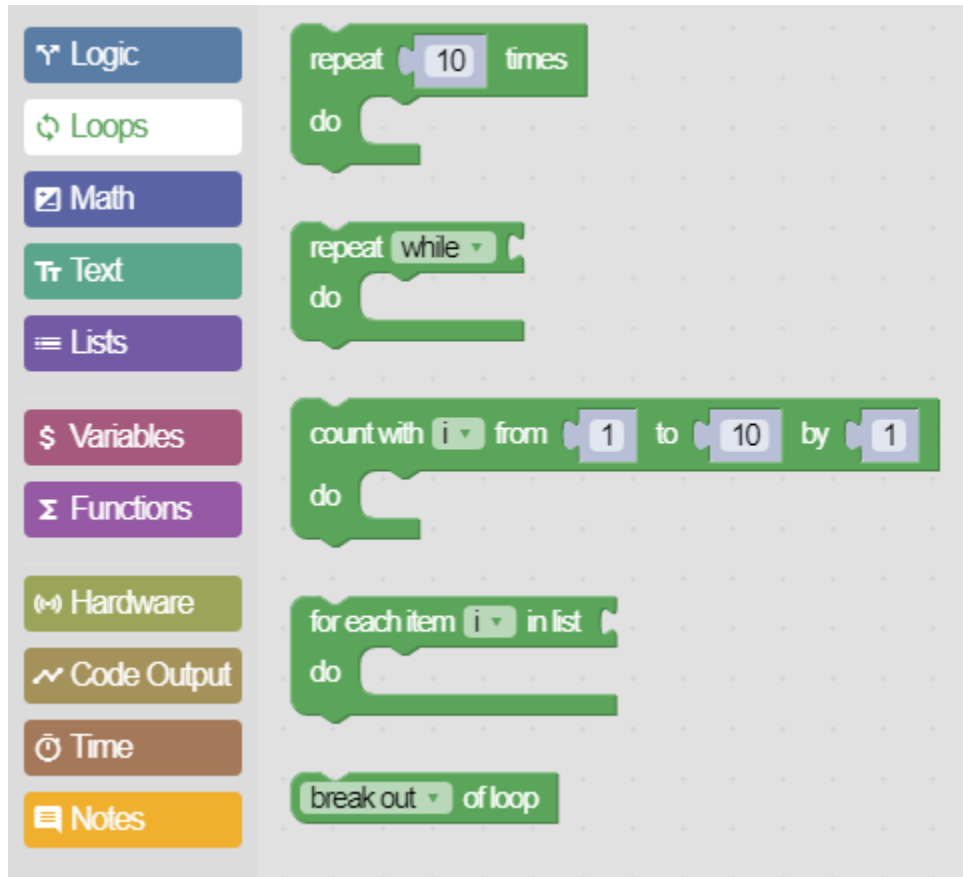 Logic
Loops
Math
Text
Lists
Variables
Functions
Hardware
Code Output
Time
Notes
repeat 10 times
do
repeat while
do
count with i from 1 to 10 by 1
do
for each item i in list
do
break out of loop